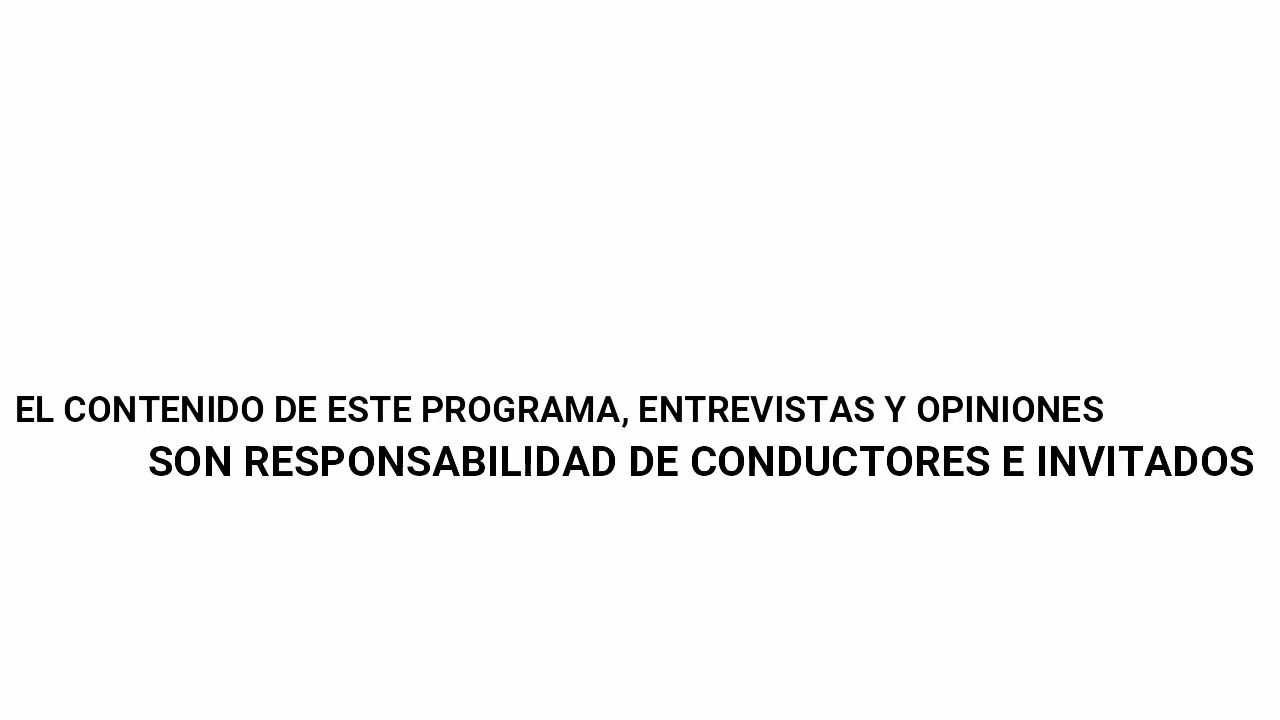 EL CONTENIDO DE ESTE PROGRAMA, ENTREVISTAS Y OPINIONES
SON RESPONSABILIDAD DE CONDUCTORES E INVITADOS